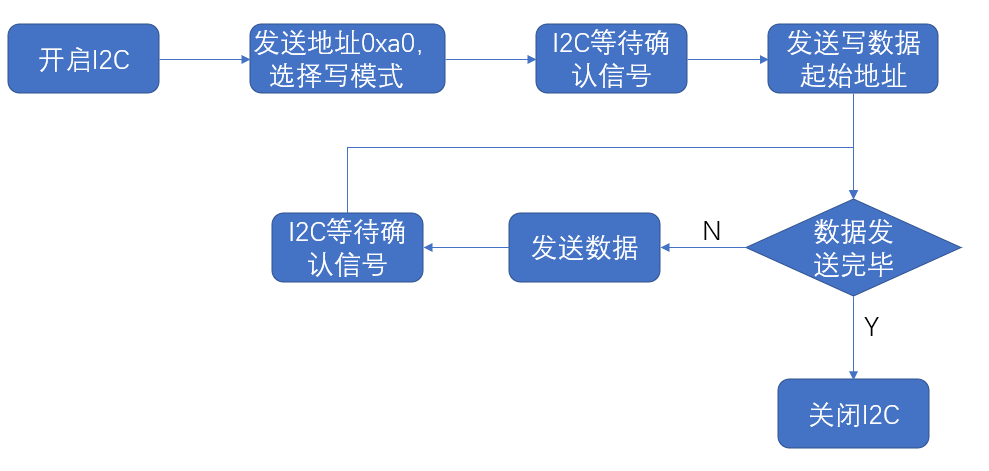 开启I2C
发送地址0xa0,
选择写模式
I2C等待确
认信号
发送写数据
起始地址
数据发
送完毕
N
发送数据
I2C等待确
认信号
Y
关闭I2C